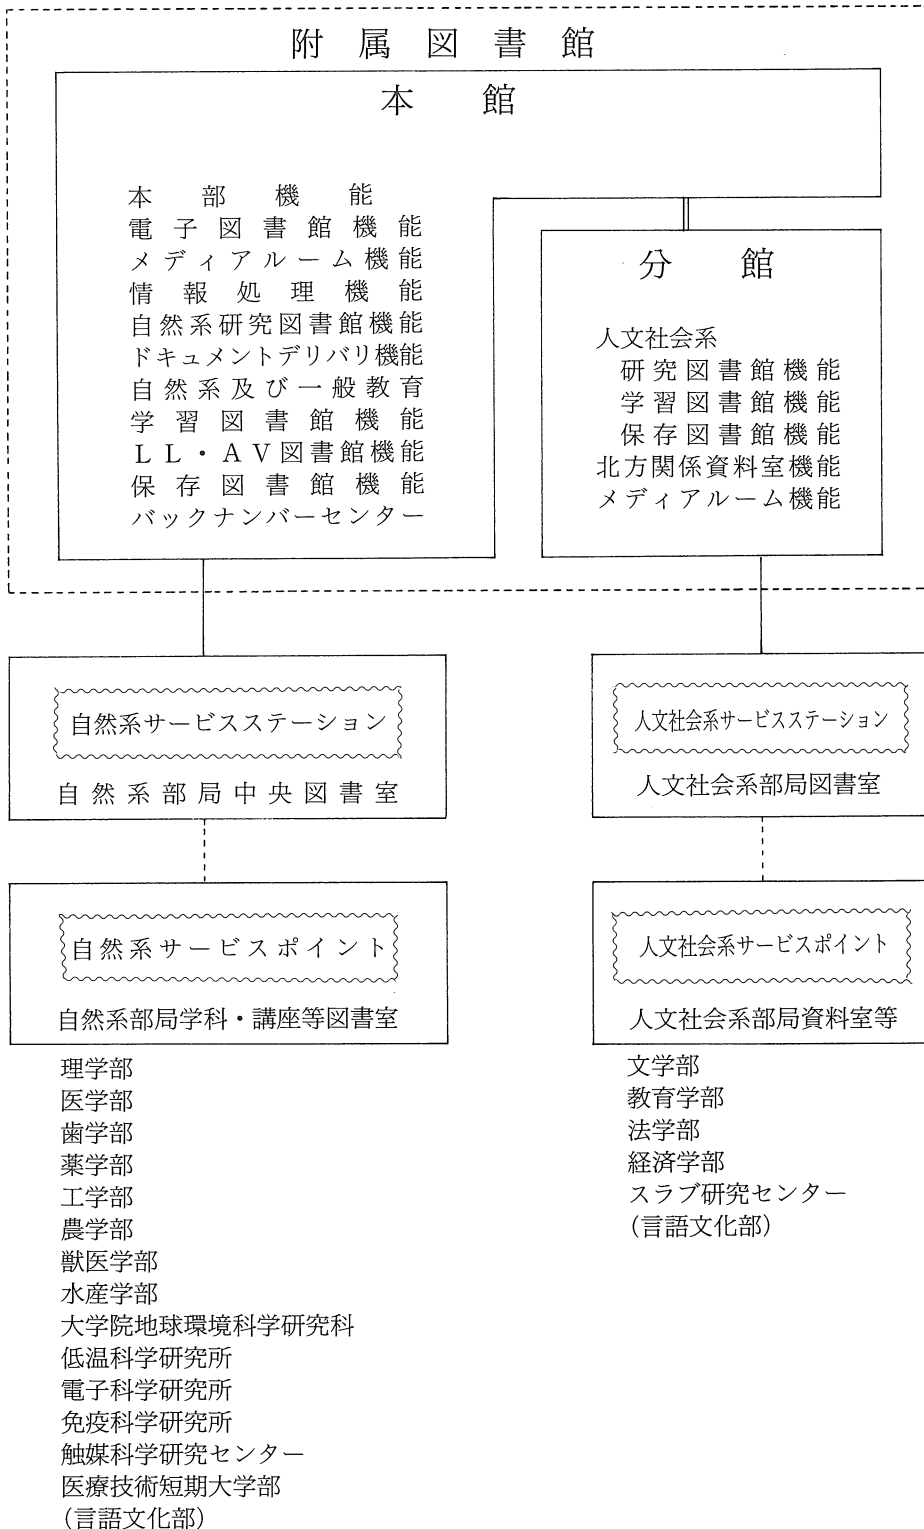 附属図書館
本館
本部機能
電子図書館機能
メディアルーム機能
情報処理機能
自然系研究図書館機能
ドキュメントデリバリ機能
自然系及び一般教育
学習図書館機能
LL・AV図書館機能
保存図書館機能
バックナンバーセンター
分館
人文社会系
研究図書館機能
学習図書館機能
保存図書館機能
北方関係資料室機能
メディアルーム機能
自然系サービスステーション
自然系部局中央図書室
人文社会系サービスステーション
人文社会系部局図書室
自然系サービスポイント
自然系部局学科・講座等図書室
理学部
医学部
歯学部
薬学部
工学部
農学部
獣医学部
水産学部
大学院地球環境科学研究科
低温科学研究所
電子科学研究所
免疫科学研究所
触媒科学研究センター
医療技術短期大学部
(言語文化部)
人文社会系サービスポイント
人文社会系部局資料室等
文学部
教育学部
法学部
経済学部
スラブ研究センター
(言語文化部)